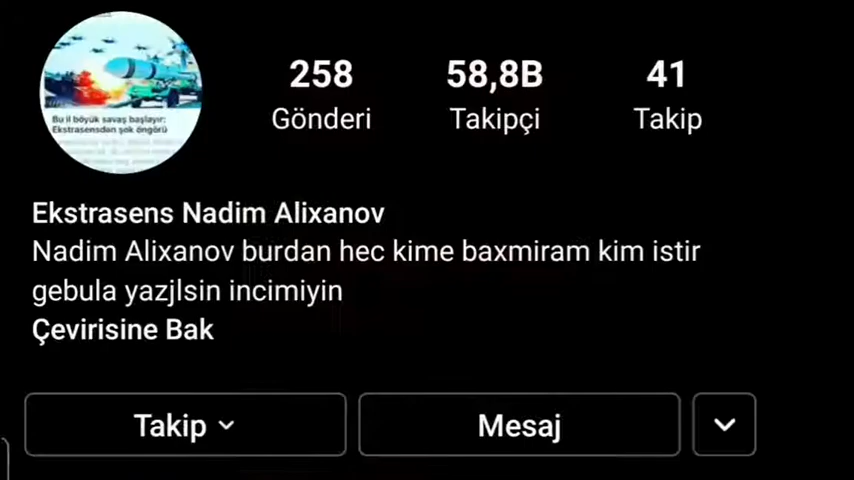 Bu il böyük savaş başlayır:
Ekstrasensdən şok öngörü
258 58,8B 41
Gönderi Takipçi Takip
Ekstrasens Nadim Alixanov
Nadim Alixanov burdan hec kime baxmiram kim istir
gebula yazjlsin incimiyin
Çevirisine Bak
Takip Mesaj